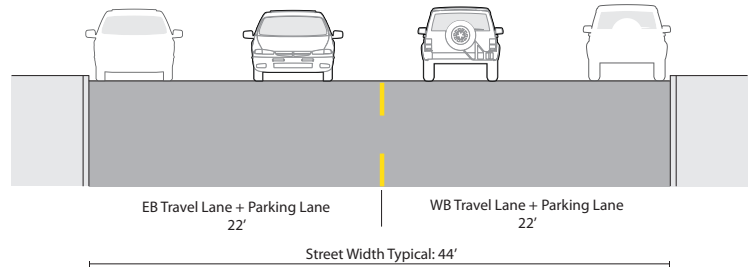 EB Travel Lane + Parking Lane
22’
WB Travel Lane + Parking Lane
22’
Street Width Typical: 44’